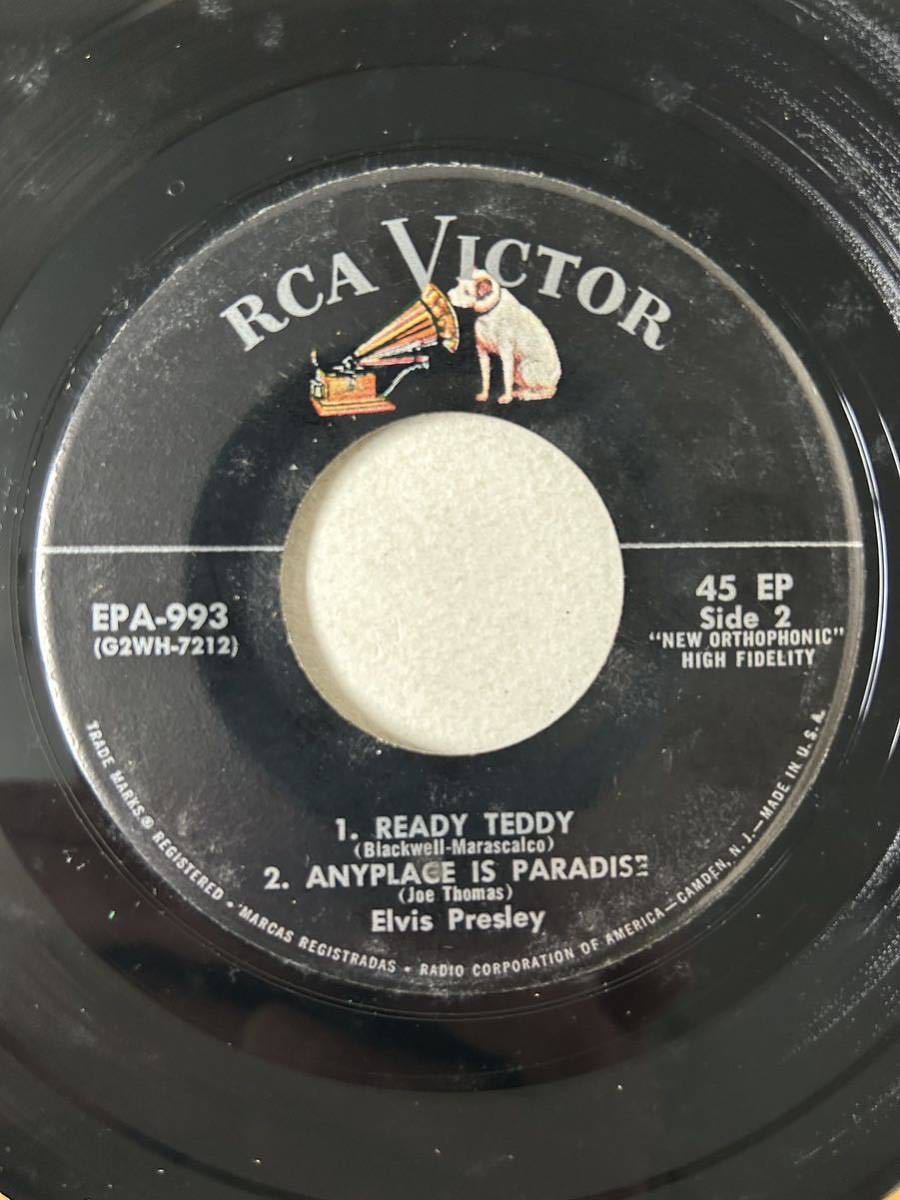 RCA VICTOR
EPA-993
(G2WH-7212)
45 EP
Side 2
"NEW ORTHOPHONIC"
HIGH FIDELITY
1. READY TEDDY
(Blackwell-Marascalco)
2. ANYPLACE IS PARADISE
(Joe Thomas)
Elvis Presley
TRADE MARKS ® REGISTERED • MARCAS REGISTRADAS • RADIO CORPORATION OF AMERICA—CAMDEN, N. J.—MADE IN U. S. A.